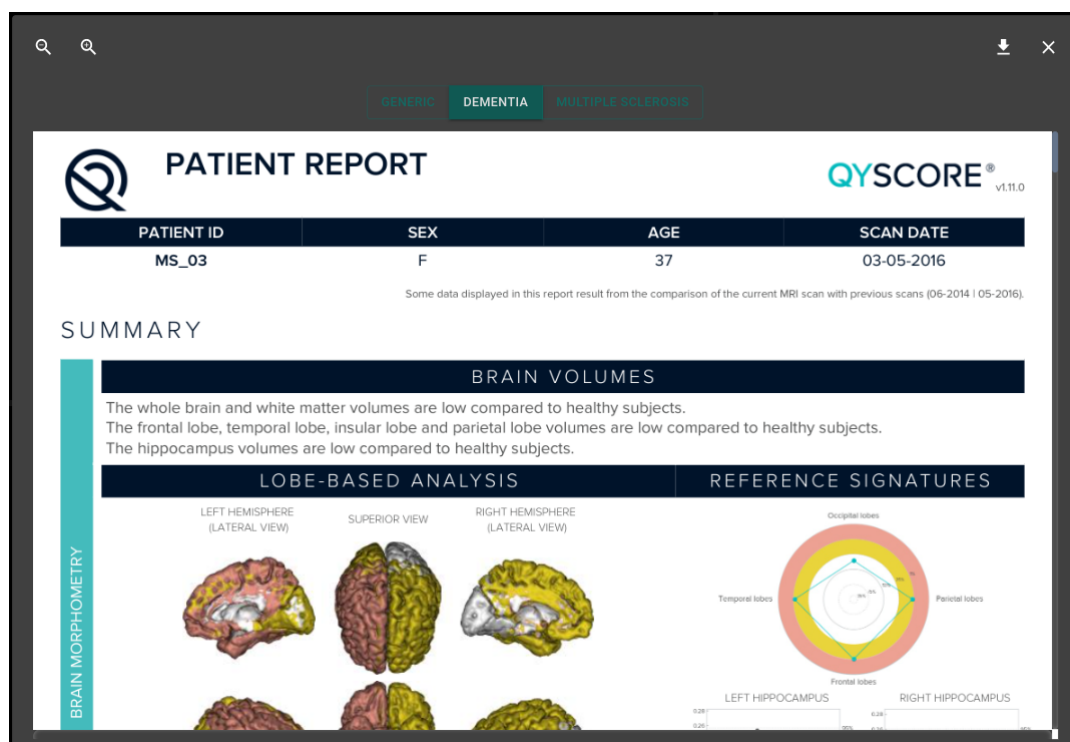 GENERIC DEMENTIA MULTIPLE SCLEROSIS
PATIENT REPORT
QYSCORE® v1.11.0
PATIENT ID SEX AGE SCAN DATE
MS_03 F 37 03-05-2016
Some data displayed in this report result from the comparison of the current MRI scan with previous scans (06-2014 | 05-2016).
SUMMARY
BRAIN MORPHOMETRY
BRAIN VOLUMES
The whole brain and white matter volumes are low compared to healthy subjects.
The frontal lobe, temporal lobe, insular lobe and parietal lobe volumes are low compared to healthy subjects.
The hippocampus volumes are low compared to healthy subjects.
LOBE-BASED ANALYSIS REFERENCE SIGNATURES
LEFT HEMISPHERE
(LATERAL VIEW)
SUPERIOR VIEW
RIGHT HEMISPHERE
(LATERAL VIEW)
Occipital lobes
Temporal lobes
Parietal lobes
Frontal lobes
LEFT HIPPOCAMPUS RIGHT HIPPOCAMPUS
0.28 0.28
0.26